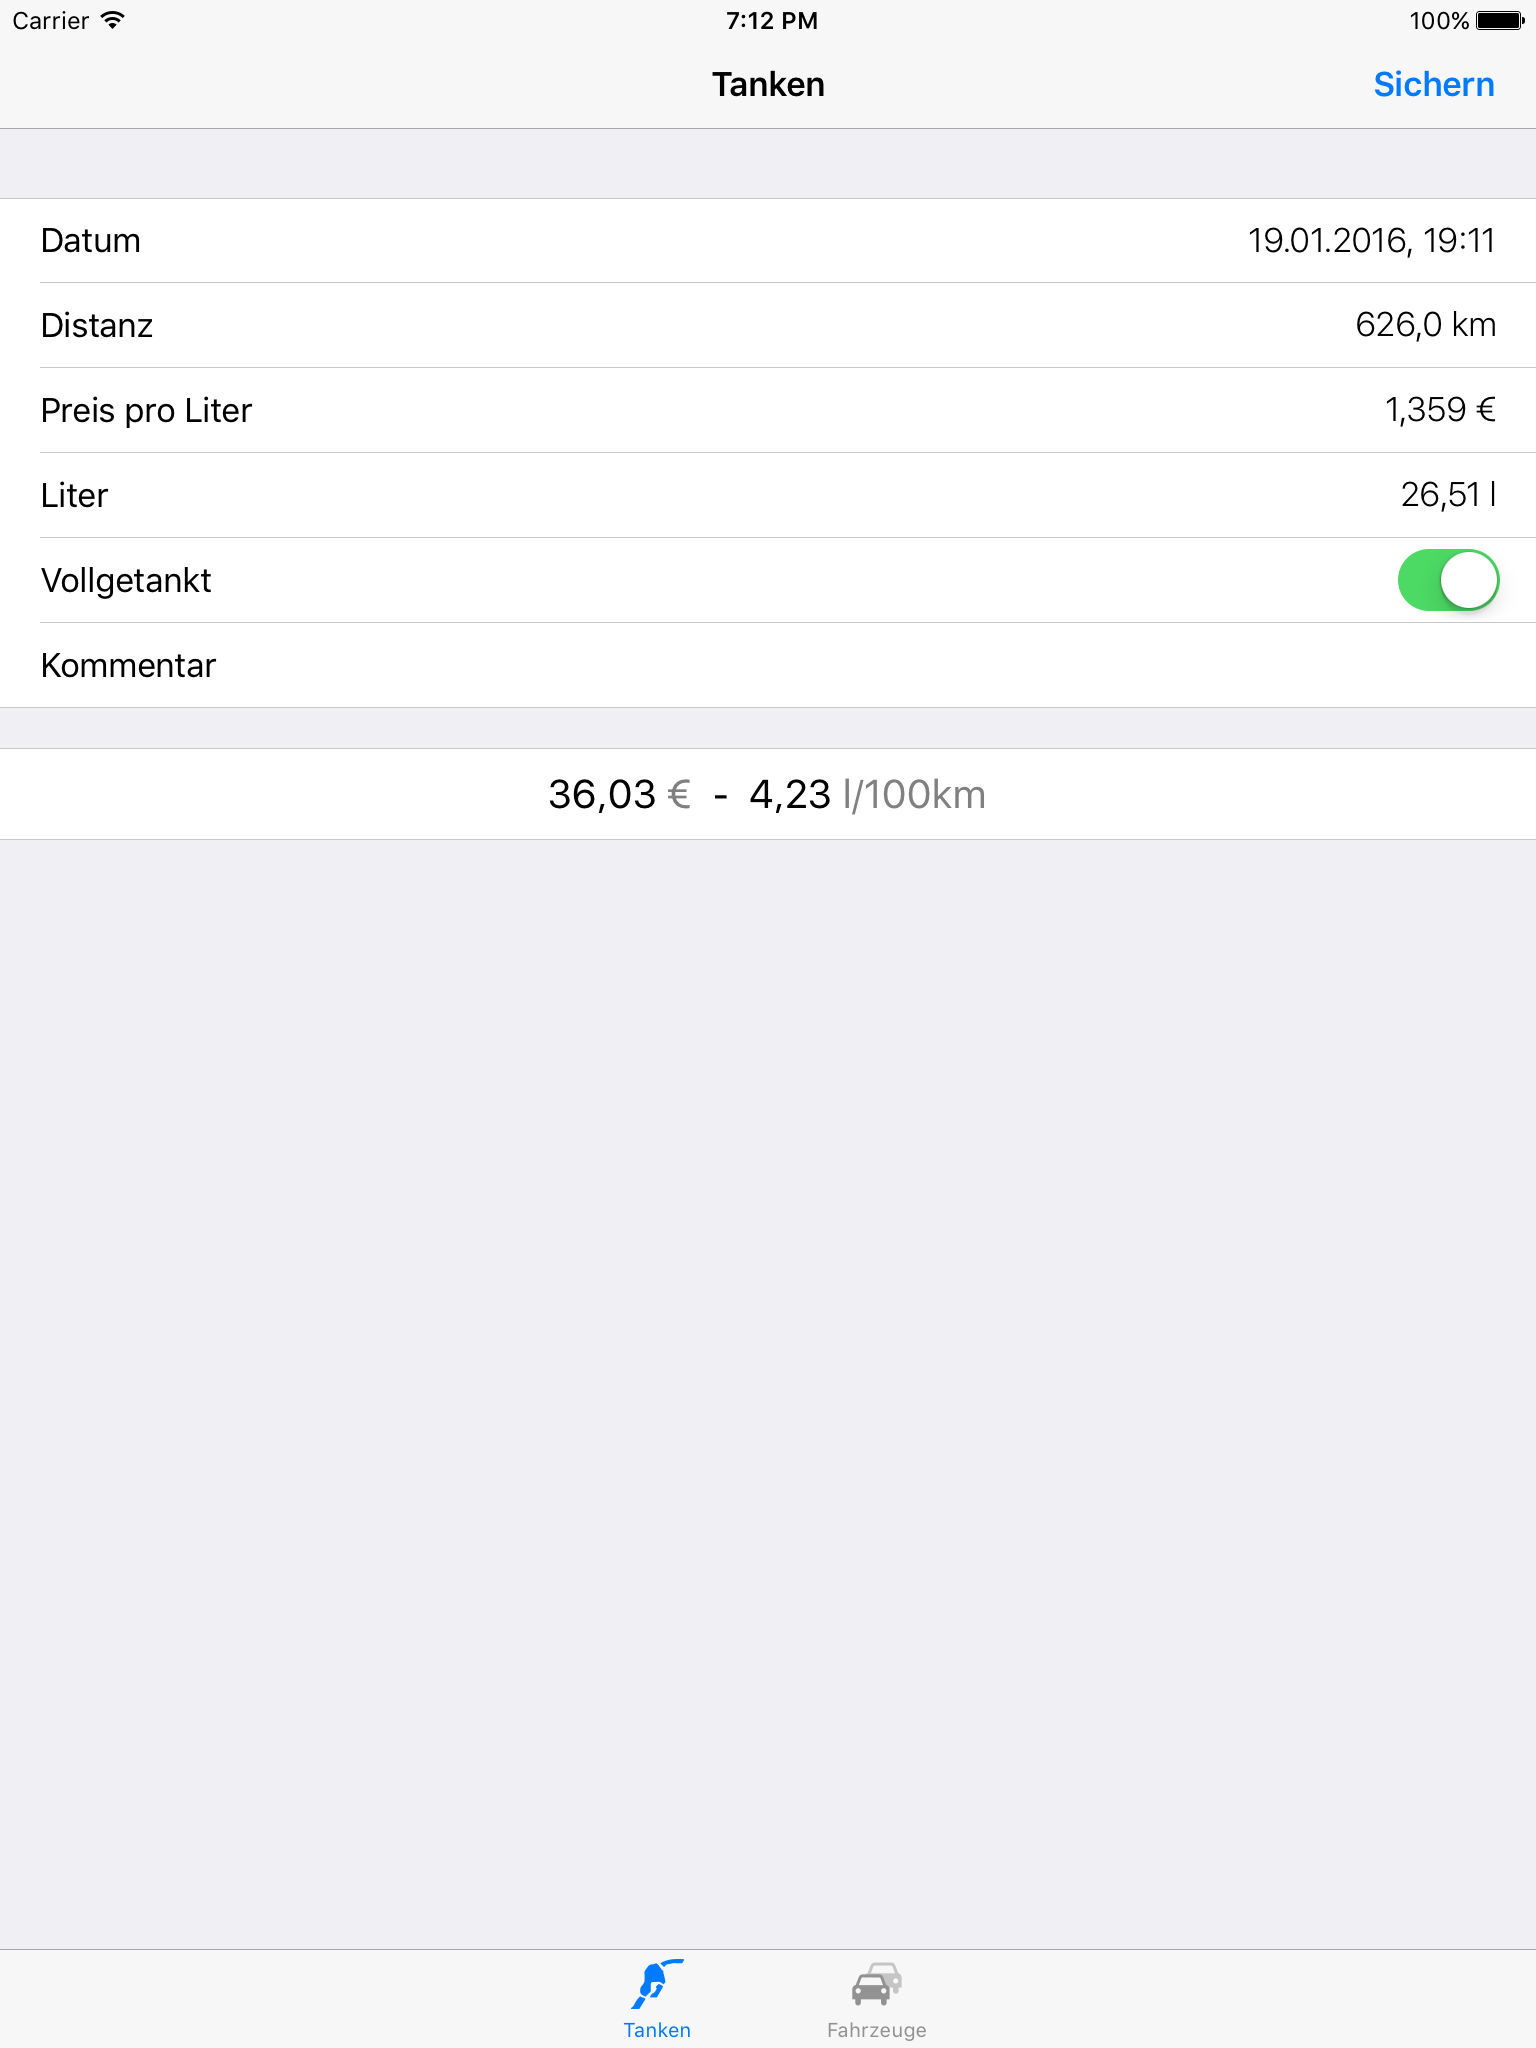 Carrier 7:12 PM 100%
Tanken Sichern
Datum 19.01.2016, 19:11
Distanz 626,0 km
Preis pro Liter 1,359 €
Liter 26,51 l
Vollgetankt
Kommentar
36,03 € - 4,23 l/100km
Tanken Fahrzeuge